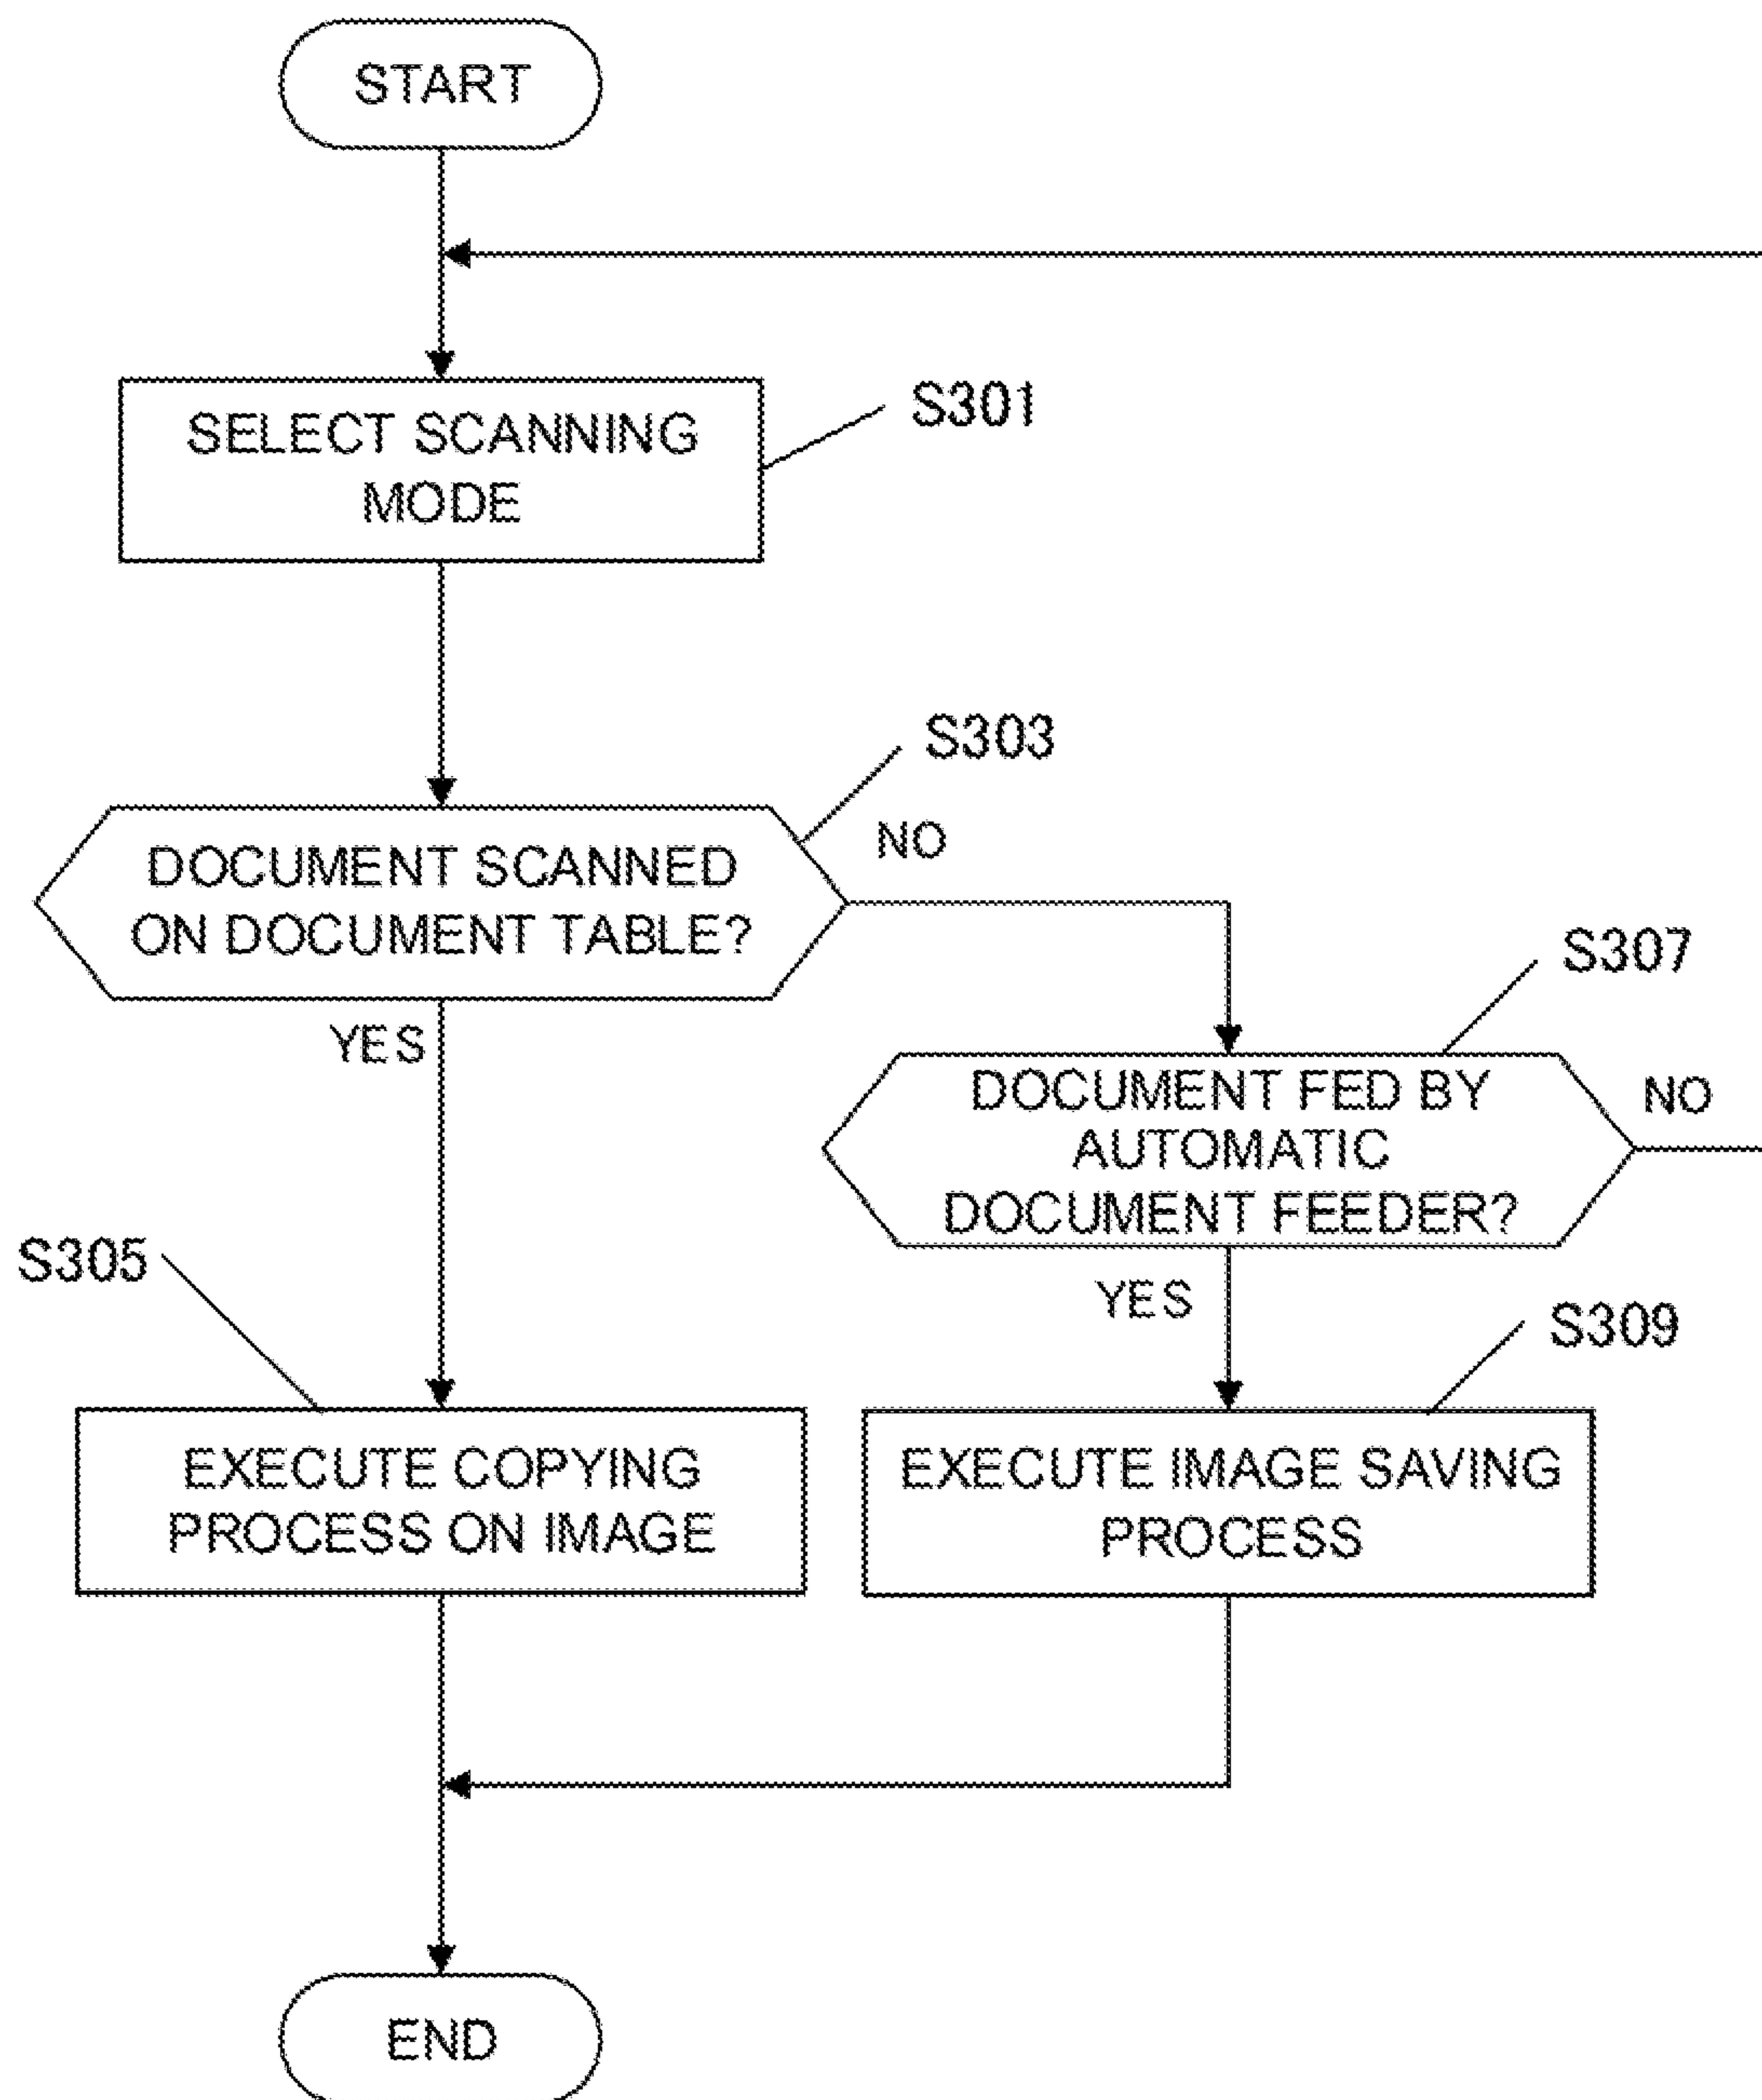 START
SELECT SCANNING
MODE
S301
S303
DOCUMENT SCANNED
ON DOCUMENT TABLE?
NO
YES
S307
DOCUMENT FED BY
AUTOMATIC
DOCUMENT FEEDER?
NO
YES
S305
EXECUTE COPYING
PROCESS ON IMAGE
S309
EXECUTE IMAGE SAVING
PROCESS
END